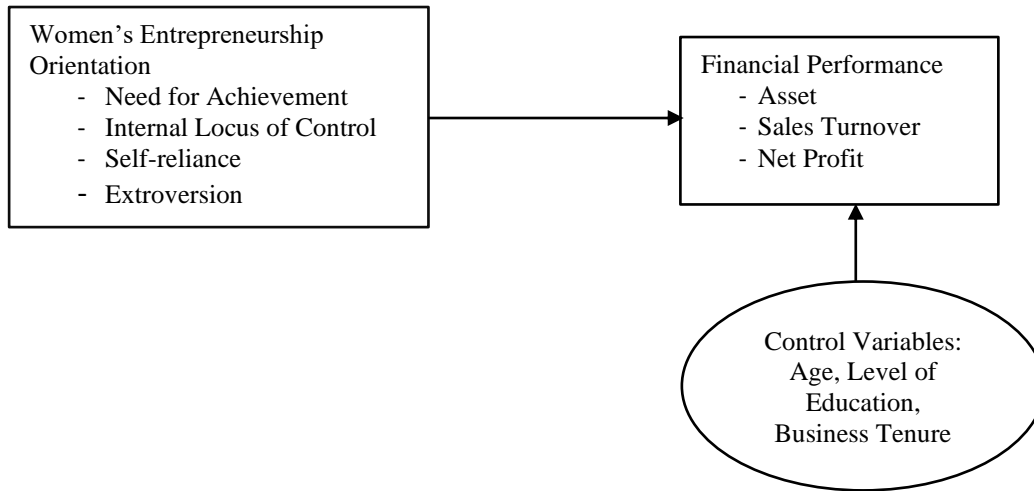 Women’s Entrepreneurship
Orientation
- Need for Achievement
- Internal Locus of Control
- Self-reliance
- Extroversion
Financial Performance
- Asset
- Sales Turnover
- Net Profit
Control Variables:
Age, Level of
Education,
Business Tenure